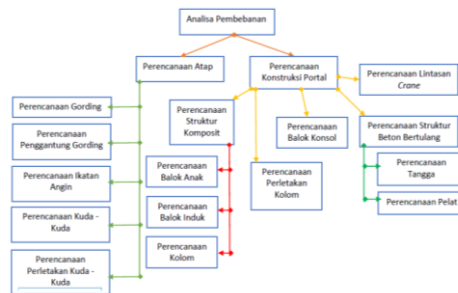 Analisa Pembebanan
Perencanaan Atap
Perencanaan
Konstruksi Portal
Perencanaan Lintasan
Crane
Perencanaan Gording
Perencanaan
Struktur
Komposit
Perencanaan
Balok Konsol
Perencanaan Struktur
Beton Bertulang
Perencanaan
Penggantung Gording
Perencanaan
Balok Anak
Perencanaan
Perletakan
Kolom
Perencanaan
Tangga
Perencanaan Ikatan
Angin
Perencanaan
Balok Induk
Perencanaan Pelat
Perencanaan Kuda -
Kuda
Perencanaan
Kolom
Perencanaan
Perletakan Kuda -
Kuda